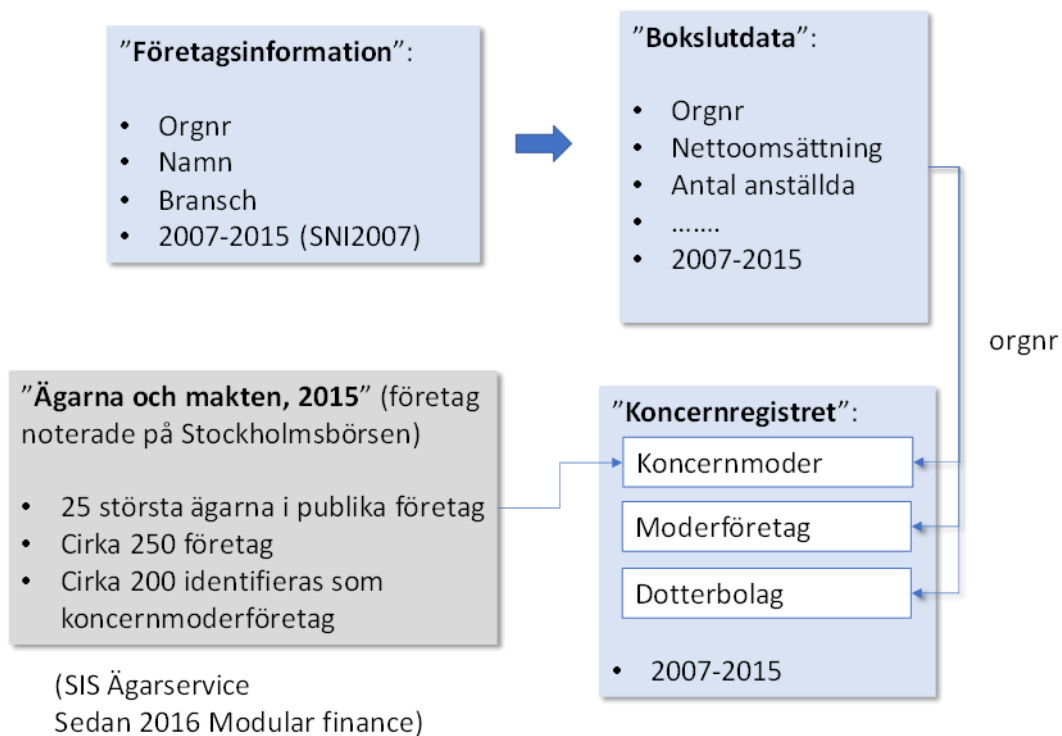 ”Företagsinformation”:
• Orgnr
• Namn
• Bransch
• 2007-2015 (SNI2007)
”Bokslutdata”:
• Orgnr
• Nettoomsättning
• Antal anställda
• …....
• 2007-2015
orgnr
”Ägarna och makten, 2015” (företag
noterade på Stockholmsbörsen)
• 25 största ägarna i publika företag
• Cirka 250 företag
• Cirka 200 identifieras som
koncernmoderföretag
”Koncernregistret”:
Koncernmoder
Moderföretag
Dotterbolag
• 2007-2015
(SIS Ägarservice
Sedan 2016 Modular finance)